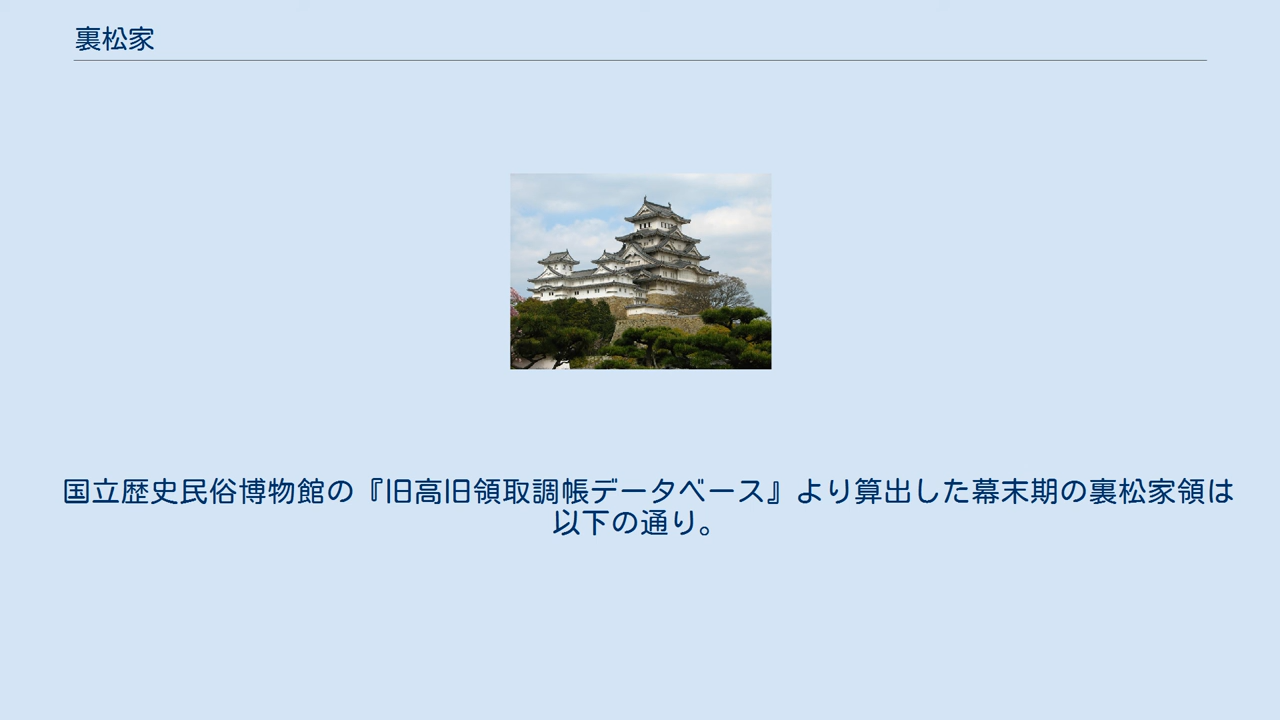 裏松家
国立歴史民俗博物館の『旧高旧領取調帳データベース』より算出した幕末期の裏松家領は
以下の通り。